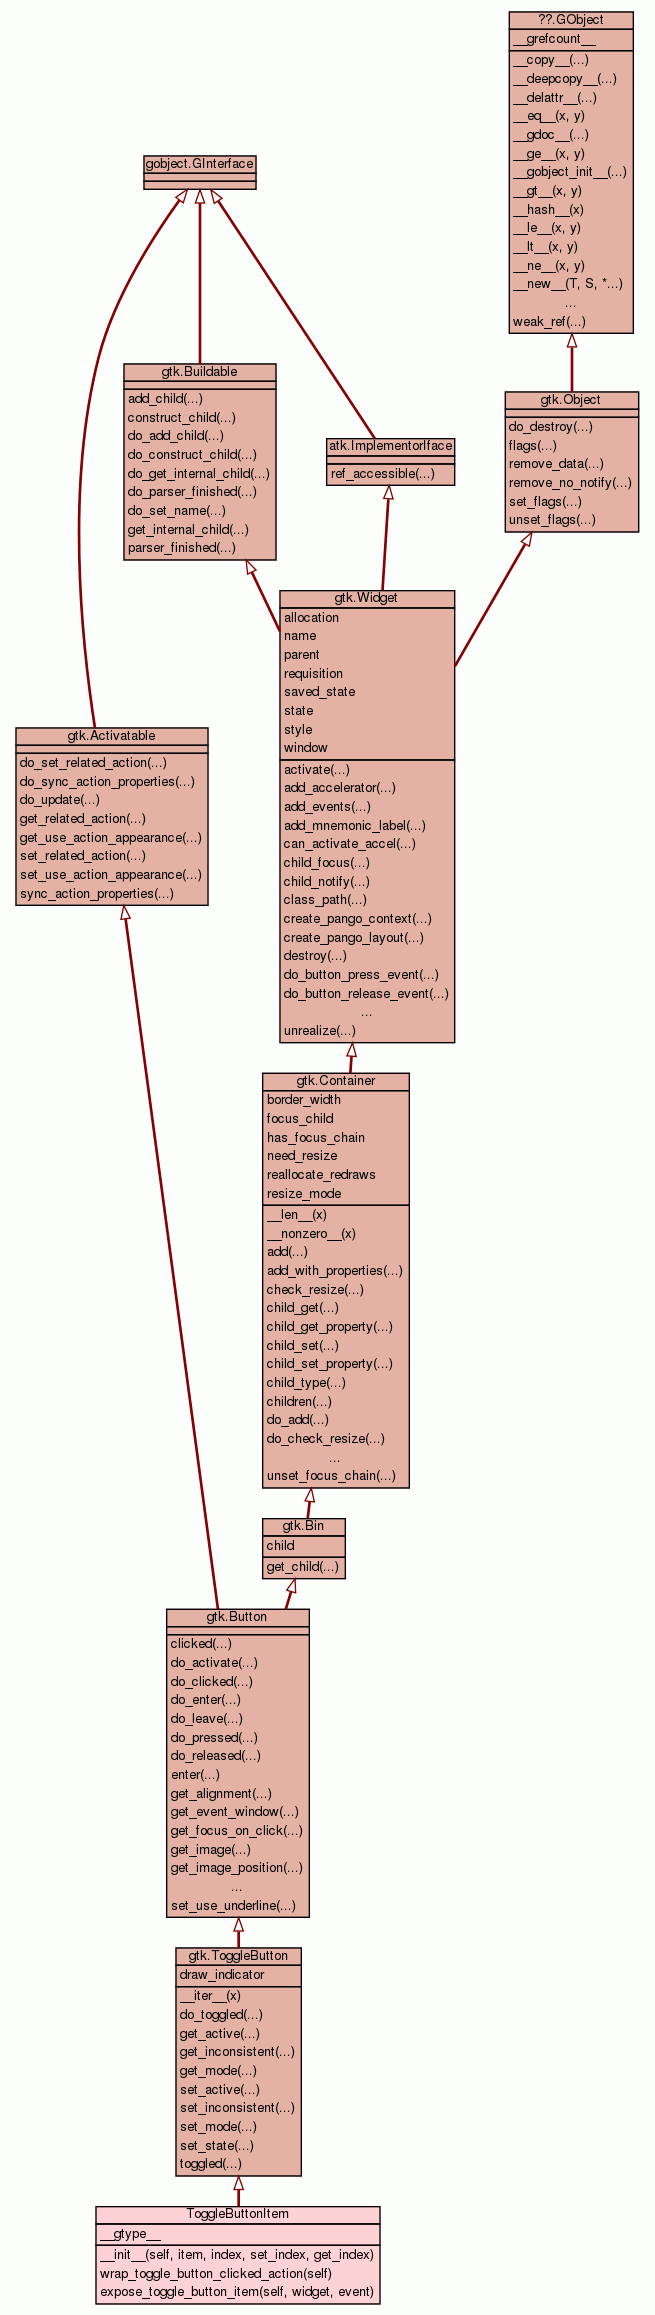 ??.GObject
__grefcount__
__copy__(...)
__deepcopy__(...)
__delattr__(...)
__eq__(x, y)
__gdoc__(...)
__ge__(x, y)
__gobject_init__(...)
__gt__(x, y)
__hash__(x)
__le__(x, y)
__lt__(x, y)
__ne__(x, y)
__new__(T, S, *...)
...
weak_ref(...)
gobject.GInterface
gtk.Buildable
add_child(...)
construct_child(...)
do_add_child(...)
do_construct_child(...)
do_get_internal_child(...)
do_parser_finished(...)
do_set_name(...)
get_internal_child(...)
parser_finished(...)
atk.ImplementorIface
ref_accessible(...)
gtk.Object
do_destroy(...)
flags(...)
remove_data(...)
remove_no_notify(...)
set_flags(...)
unset_flags(...)
gtk.Widget
allocation
name
parent
requisition
saved_state
state
style
window
activate(...)
add_accelerator(...)
add_events(...)
add_mnemonic_label(...)
can_activate_accel(...)
child_focus(...)
child_notify(...)
class_path(...)
create_pango_context(...)
create_pango_layout(...)
destroy(...)
do_button_press_event(...)
do_button_release_event(...)
...
unrealize(...)
gtk.Activatable
do_set_related_action(...)
do_sync_action_properties(...)
do_update(...)
get_related_action(...)
get_use_action_appearance(...)
set_related_action(...)
set_use_action_appearance(...)
sync_action_properties(...)
gtk.Container
border_width
focus_child
has_focus_chain
need_resize
reallocate_redraws
resize_mode
__len__(x)
__nonzero__(x)
add(...)
add_with_properties(...)
check_resize(...)
child_get(...)
child_get_property(...)
child_set(...)
child_set_property(...)
child_type(...)
children(...)
do_add(...)
do_check_resize(...)
...
unset_focus_chain(...)
gtk.Bin
child
get_child(...)
gtk.Button
clicked(...)
do_activate(...)
do_clicked(...)
do_enter(...)
do_leave(...)
do_pressed(...)
do_released(...)
enter(...)
get_alignment(...)
get_event_window(...)
get_focus_on_click(...)
get_image(...)
get_image_position(...)
...
set_use_underline(...)
gtk.ToggleButton
draw_indicator
__iter__(x)
do_toggled(...)
get_active(...)
get_inconsistent(...)
get_mode(...)
set_active(...)
set_inconsistent(...)
set_mode(...)
set_state(...)
toggled(...)
ToggleButtonItem
__gtype__
__init__(self, item, index, set_index, get_index)
wrap_toggle_button_clicked_action(self)
expose_toggle_button_item(self, widget, event)